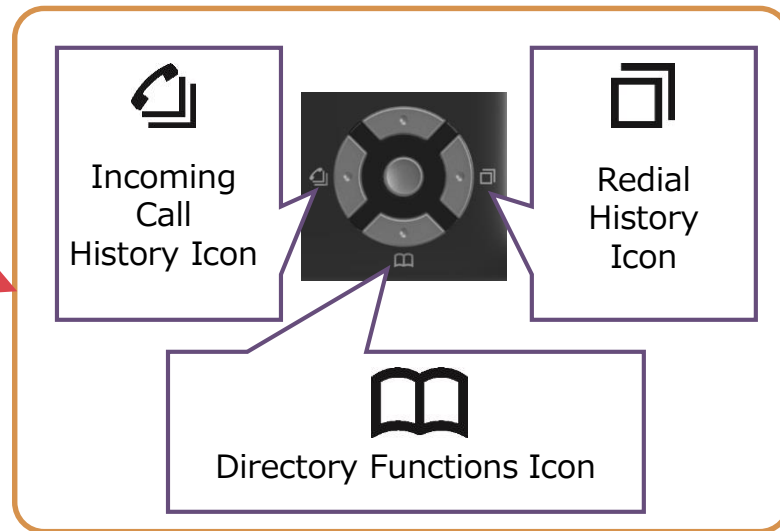 Incoming
Call
History Icon
Redial
History
Icon
Directory Functions Icon